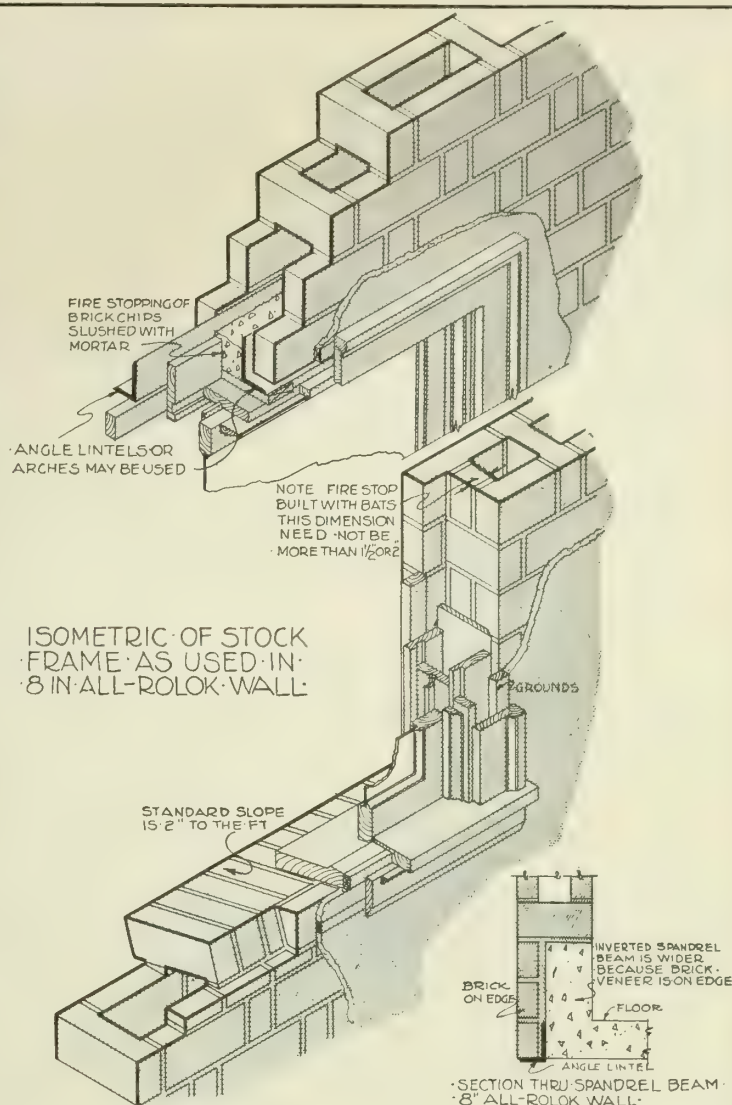 FIRE STOPPING OF
BRICK CHIPS
SLUSHED WITH
MORTAR
·ANGLE LINTELS·OR
ARCHES MAY BE USED
NOTE FIRE STOP
BUILT WITH BATS
THIS DIMENSION
NEED·NOT·BE
·MORE THAN 1½"OR 2"
ISOMETRIC·OF STOCK
·FRAME·AS USED·IN·
·8 IN·ALL-ROLOK·WALL·
GROUNDS
STANDARD SLOPE
IS·2" TO THE·FT
INVERTED SPANDREL
BEAM IS WIDER
BECAUSE BRICK·
VENEER IS ON EDGE
BRICK
ON EDGE
FLOOR
ANGLE LINTEL
·SECTION THRU·SPANDREL BEAM·
·8" ALL-ROLOK WALL·